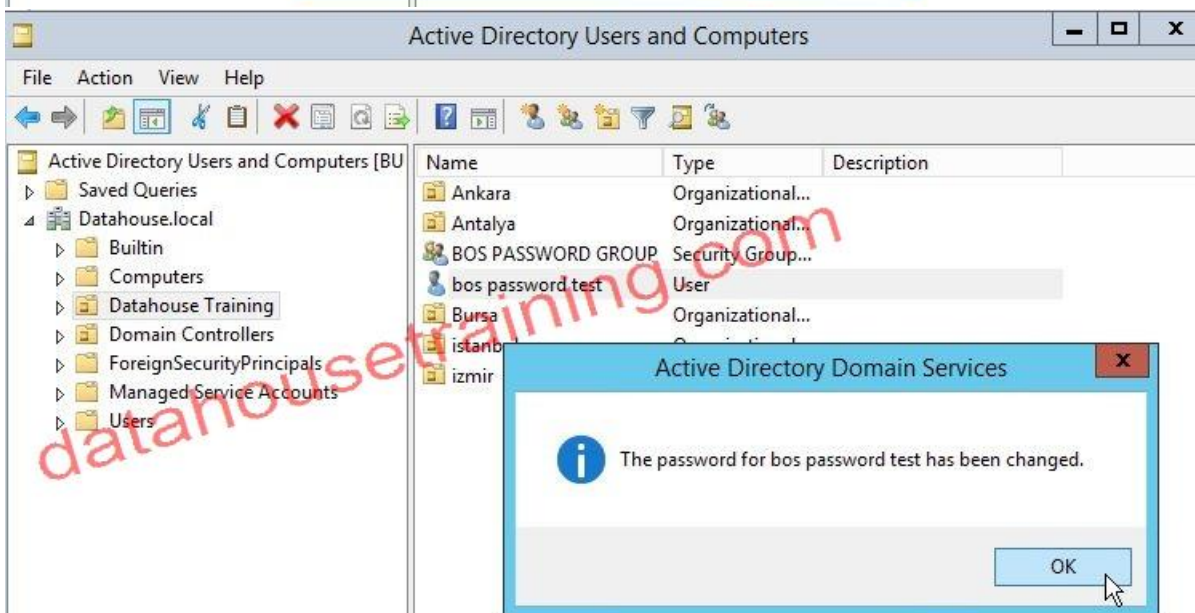 Active Directory Users and Computers
File Action View Help
Active Directory Users and Computers [BU
Saved Queries
Datahouse.local
Builtin
Computers
Datahouse Training
Domain Controllers
ForeignSecurityPrincipals
Managed Service Accounts
Users
Name Type Description
Ankara Organizational...
Antalya Organizational...
BOS PASSWORD GROUP Security Group...
bos password test User
Bursa Organizational...
istanb
izmir
Active Directory Domain Services
The password for bos password test has been changed.
OK
datahousetraining.com